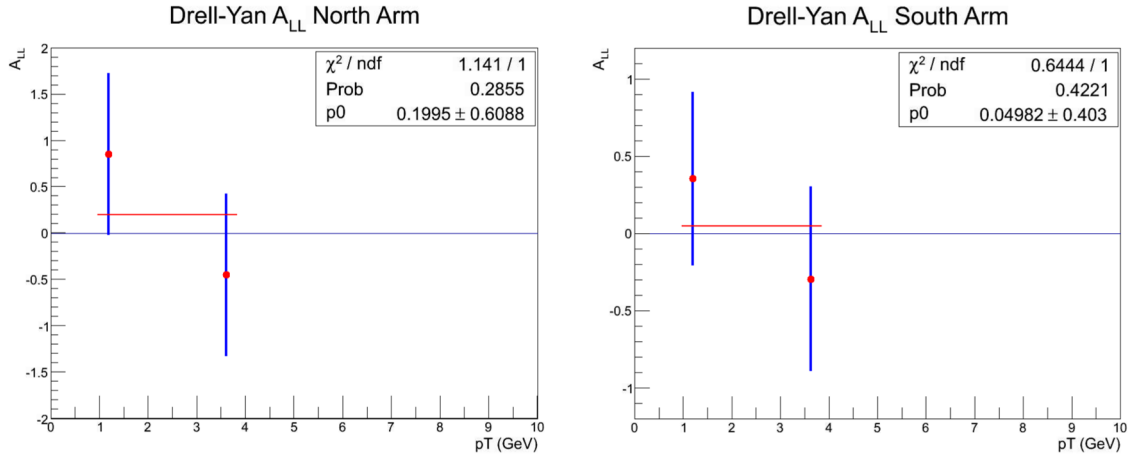 Drell-Yan A_LL North Arm
A_LL
χ² / ndf 1.141 / 1
Prob 0.2855
p0 0.1995 ± 0.6088
2
1.5
1
0.5
0
-0.5
-1
-1.5
-2
0 1 2 3 4 5 6 7 8 9 10
pT (GeV)
Drell-Yan A_LL South Arm
A_LL
χ² / ndf 0.6444 / 1
Prob 0.4221
p0 0.04982 ± 0.403
1
0.5
0
-0.5
-1
0 1 2 3 4 5 6 7 8 9 10
pT (GeV)